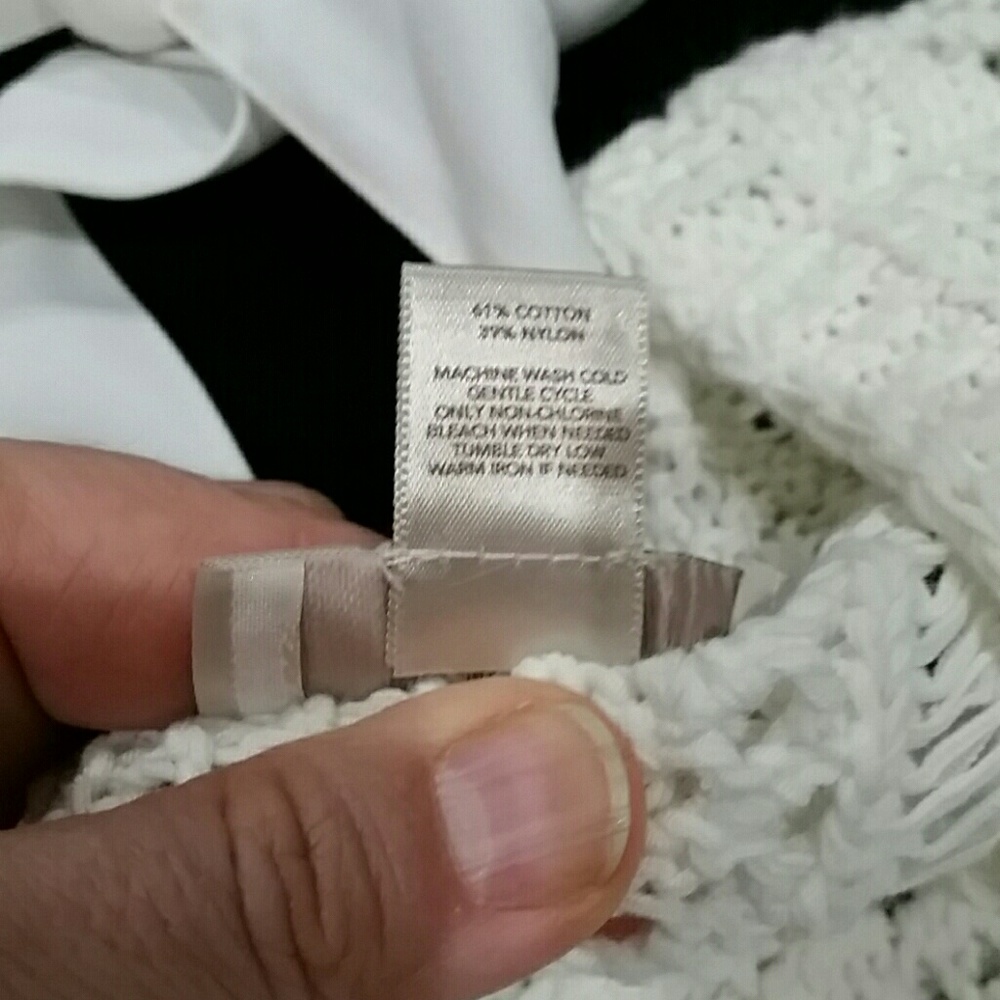 61% COTTON
39% NYLON
MACHINE WASH COLD
GENTLE CYCLE
ONLY NON-CHLORINE
BLEACH WHEN NEEDED
TUMBLE DRY LOW
WARM IRON IF NEEDED